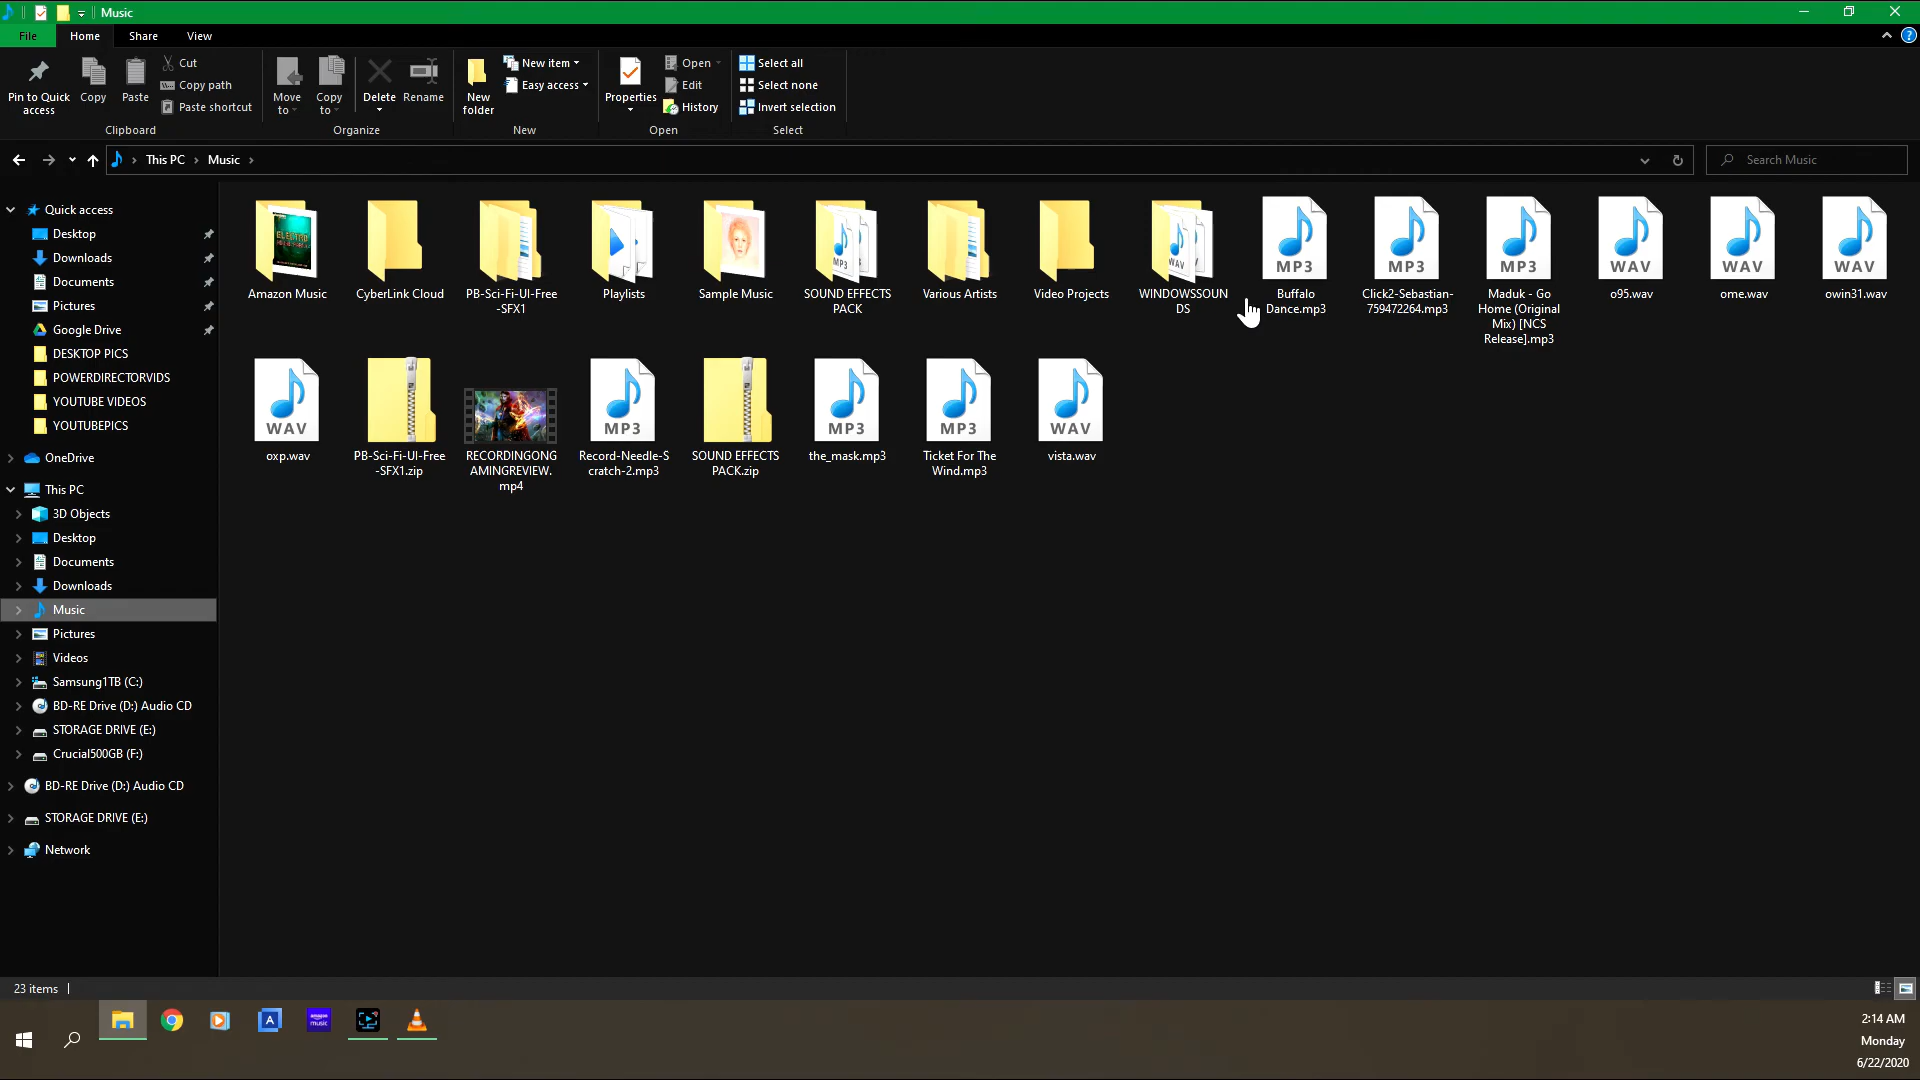 Music
File Home Share View
Pin to Quick access
Copy
Paste
Cut
Copy path
Paste shortcut
Clipboard
Move to
Copy to
Delete
Rename
Organize
New folder
New item
Easy access
New
Properties
Open
Edit
History
Open
Select all
Select none
Invert selection
Select
This PC > Music >
Search Music
Quick access
Desktop
Downloads
Documents
Pictures
Google Drive
DESKTOP PICS
POWERDIRECTORVIDS
YOUTUBE VIDEOS
YOUTUBEPICS
OneDrive
This PC
3D Objects
Desktop
Documents
Downloads
Music
Pictures
Videos
Samsung1TB (C:)
BD-RE Drive (D:) Audio CD
STORAGE DRIVE (E:)
Crucial500GB (F:)
BD-RE Drive (D:) Audio CD
STORAGE DRIVE (E:)
Network
Amazon Music
CyberLink Cloud
PB-Sci-Fi-UI-Free
-SFX1
Playlists
Sample Music
MP3
SOUND EFFECTS
PACK
Various Artists
Video Projects
WAV
WINDOWSSOUN
DS
MP3
Buffalo
Dance.mp3
MP3
Click2-Sebastian-
759472264.mp3
MP3
Maduk - Go
Home (Original
Mix) [NCS
Release].mp3
WAV
o95.wav
WAV
ome.wav
WAV
owin31.wav
WAV
oxp.wav
PB-Sci-Fi-UI-Free
-SFX1.zip
RECORDINGONG
AMINGREVIEW.
mp4
MP3
Record-Needle-S
cratch-2.mp3
SOUND EFFECTS
PACK.zip
MP3
the_mask.mp3
MP3
Ticket For The
Wind.mp3
WAV
vista.wav
23 items
A
amazon
music
2:14 AM
Monday
6/22/2020